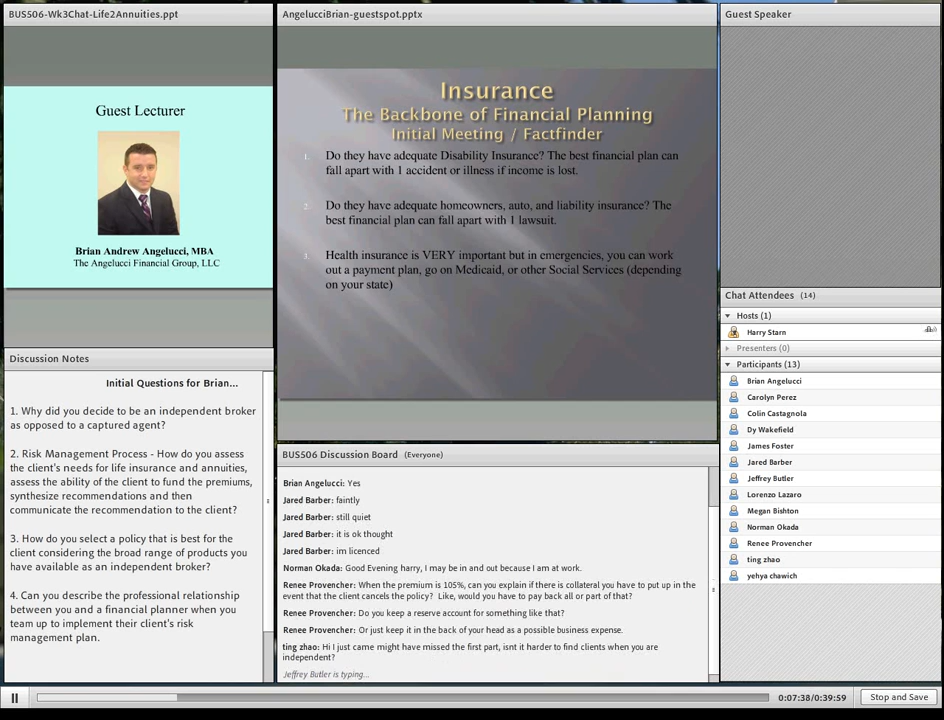 BUS506-Wk3Chat-Life2Annuities.ppt
Guest Lecturer
Brian Andrew Angelucci, MBA
The Angelucci Financial Group, LLC
Discussion Notes
Initial Questions for Brian...
1. Why did you decide to be an independent broker
as opposed to a captured agent?
2. Risk Management Process - How do you assess
the client's needs for life insurance and annuities,
assess the ability of the client to fund the premiums,
synthesize recommendations and then
communicate the recommendation to the client?
3. How do you select a policy that is best for the
client considering the broad range of products you
have available as an independent broker?
4. Can you describe the professional relationship
between you and a financial planner when you
team up to implement their client's risk
management plan.
AngelucciBrian-guestspot.pptx
Insurance
The Backbone of Financial Planning
Initial Meeting / Factfinder
1. Do they have adequate Disability Insurance? The best financial plan can
fall apart with 1 accident or illness if income is lost.
2. Do they have adequate homeowners, auto, and liability insurance? The
best financial plan can fall apart with 1 lawsuit.
3. Health insurance is VERY important but in emergencies, you can work
out a payment plan, go on Medicaid, or other Social Services (depending
on your state)
BUS506 Discussion Board (Everyone)
Brian Angelucci: Yes
Jared Barber: faintly
Jared Barber: still quiet
Jared Barber: it is ok thought
Jared Barber: im licenced
Norman Okada: Good Evening harry, I may be in and out because I am at work.
Renee Provencher: When the premium is 105%, can you explain if there is collateral you have to put up in the
event that the client cancels the policy? Like, would you have to pay back all or part of that?
Renee Provencher: Do you keep a reserve account for something like that?
Renee Provencher: Or just keep it in the back of your head as a possible business expense.
ting zhao: Hi I just came might have missed the first part, isnt it harder to find clients when you are
independent?
Jeffrey Butler is typing...
Guest Speaker
Chat Attendees (14)
Hosts (1)
Harry Starn
Presenters (0)
Participants (13)
Brian Angelucci
Carolyn Perez
Colin Castagnola
Dy Wakefield
James Foster
Jared Barber
Jeffrey Butler
Lorenzo Lazaro
Megan Bishton
Norman Okada
Renee Provencher
ting zhao
yehya chawich
0:07:38/0:39:59
Stop and Save